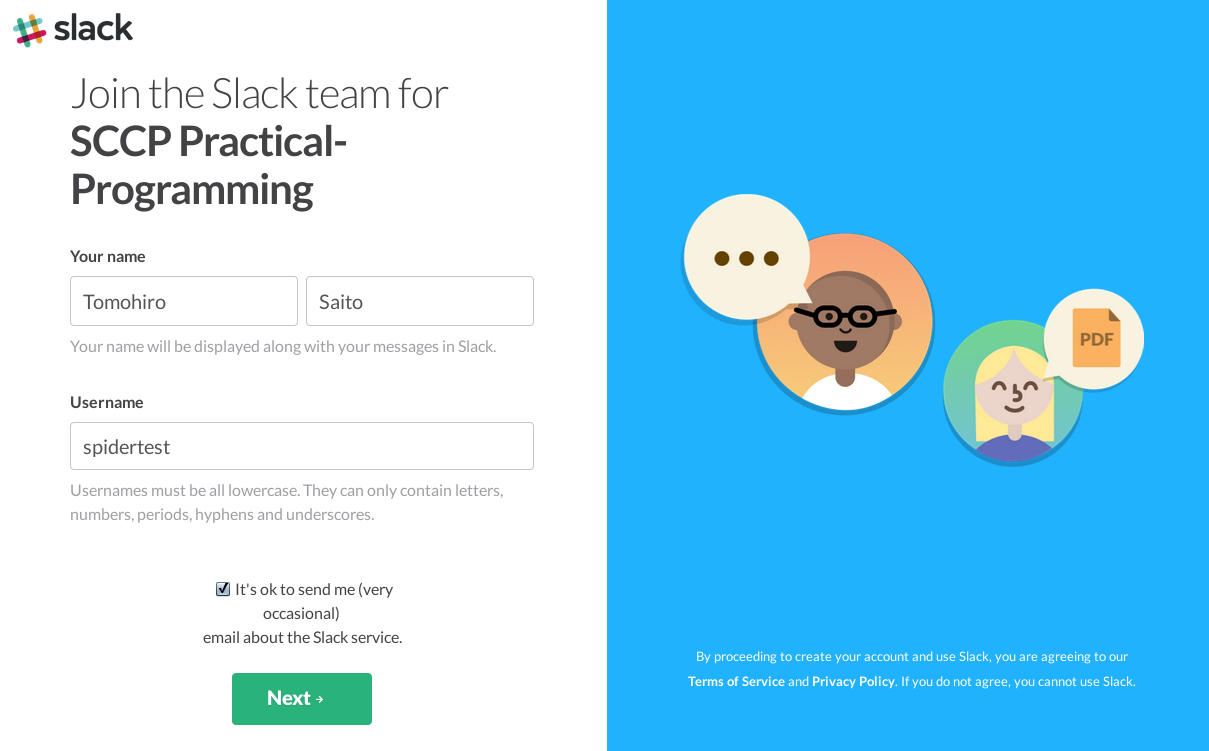 slack
Join the Slack team for
SCCP Practical-
Programming
Your name
Tomohiro
Saito
Your name will be displayed along with your messages in Slack.
Username
spidertest
Usernames must be all lowercase. They can only contain letters,
numbers, periods, hyphens and underscores.
It's ok to send me (very
occasional)
email about the Slack service.
Next →
PDF
By proceeding to create your account and use Slack, you are agreeing to our
Terms of Service and Privacy Policy. If you do not agree, you cannot use Slack.